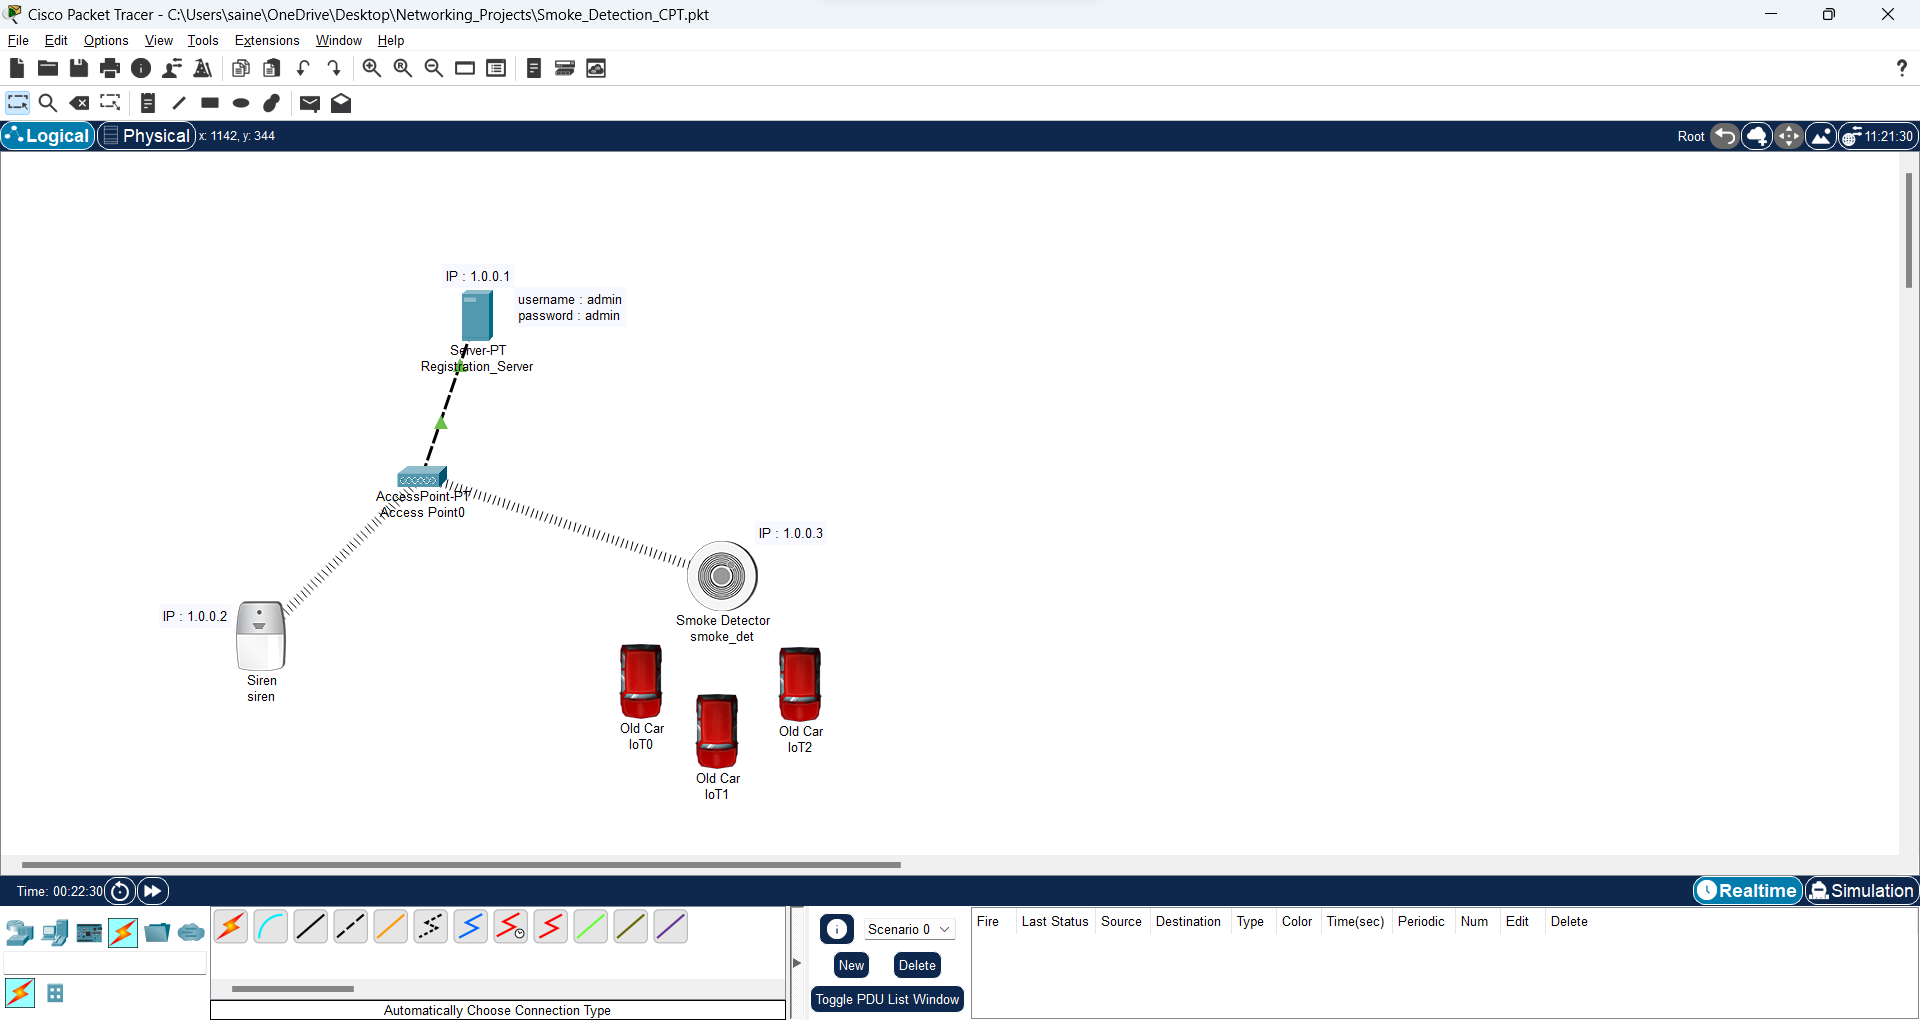 Cisco Packet Tracer - C:\Users\saine\OneDrive\Desktop\Networking_Projects\Smoke_Detection_CPT.pkt
File Edit Options View Tools Extensions Window Help
Logical Physical x: 1142, y: 344 Root 11:21:30
IP : 1.0.0.1
username : admin
password : admin
Server-PT
Registration_Server
AccessPoint-PT
Access Point0
IP : 1.0.0.3
Smoke Detector
smoke_det
IP : 1.0.0.2
Siren
siren
Old Car
IoT0
Old Car
IoT1
Old Car
IoT2
Time: 00:22:30 Realtime Simulation
Scenario 0
New Delete
Toggle PDU List Window
Fire Last Status Source Destination Type Color Time(sec) Periodic Num Edit Delete
Automatically Choose Connection Type